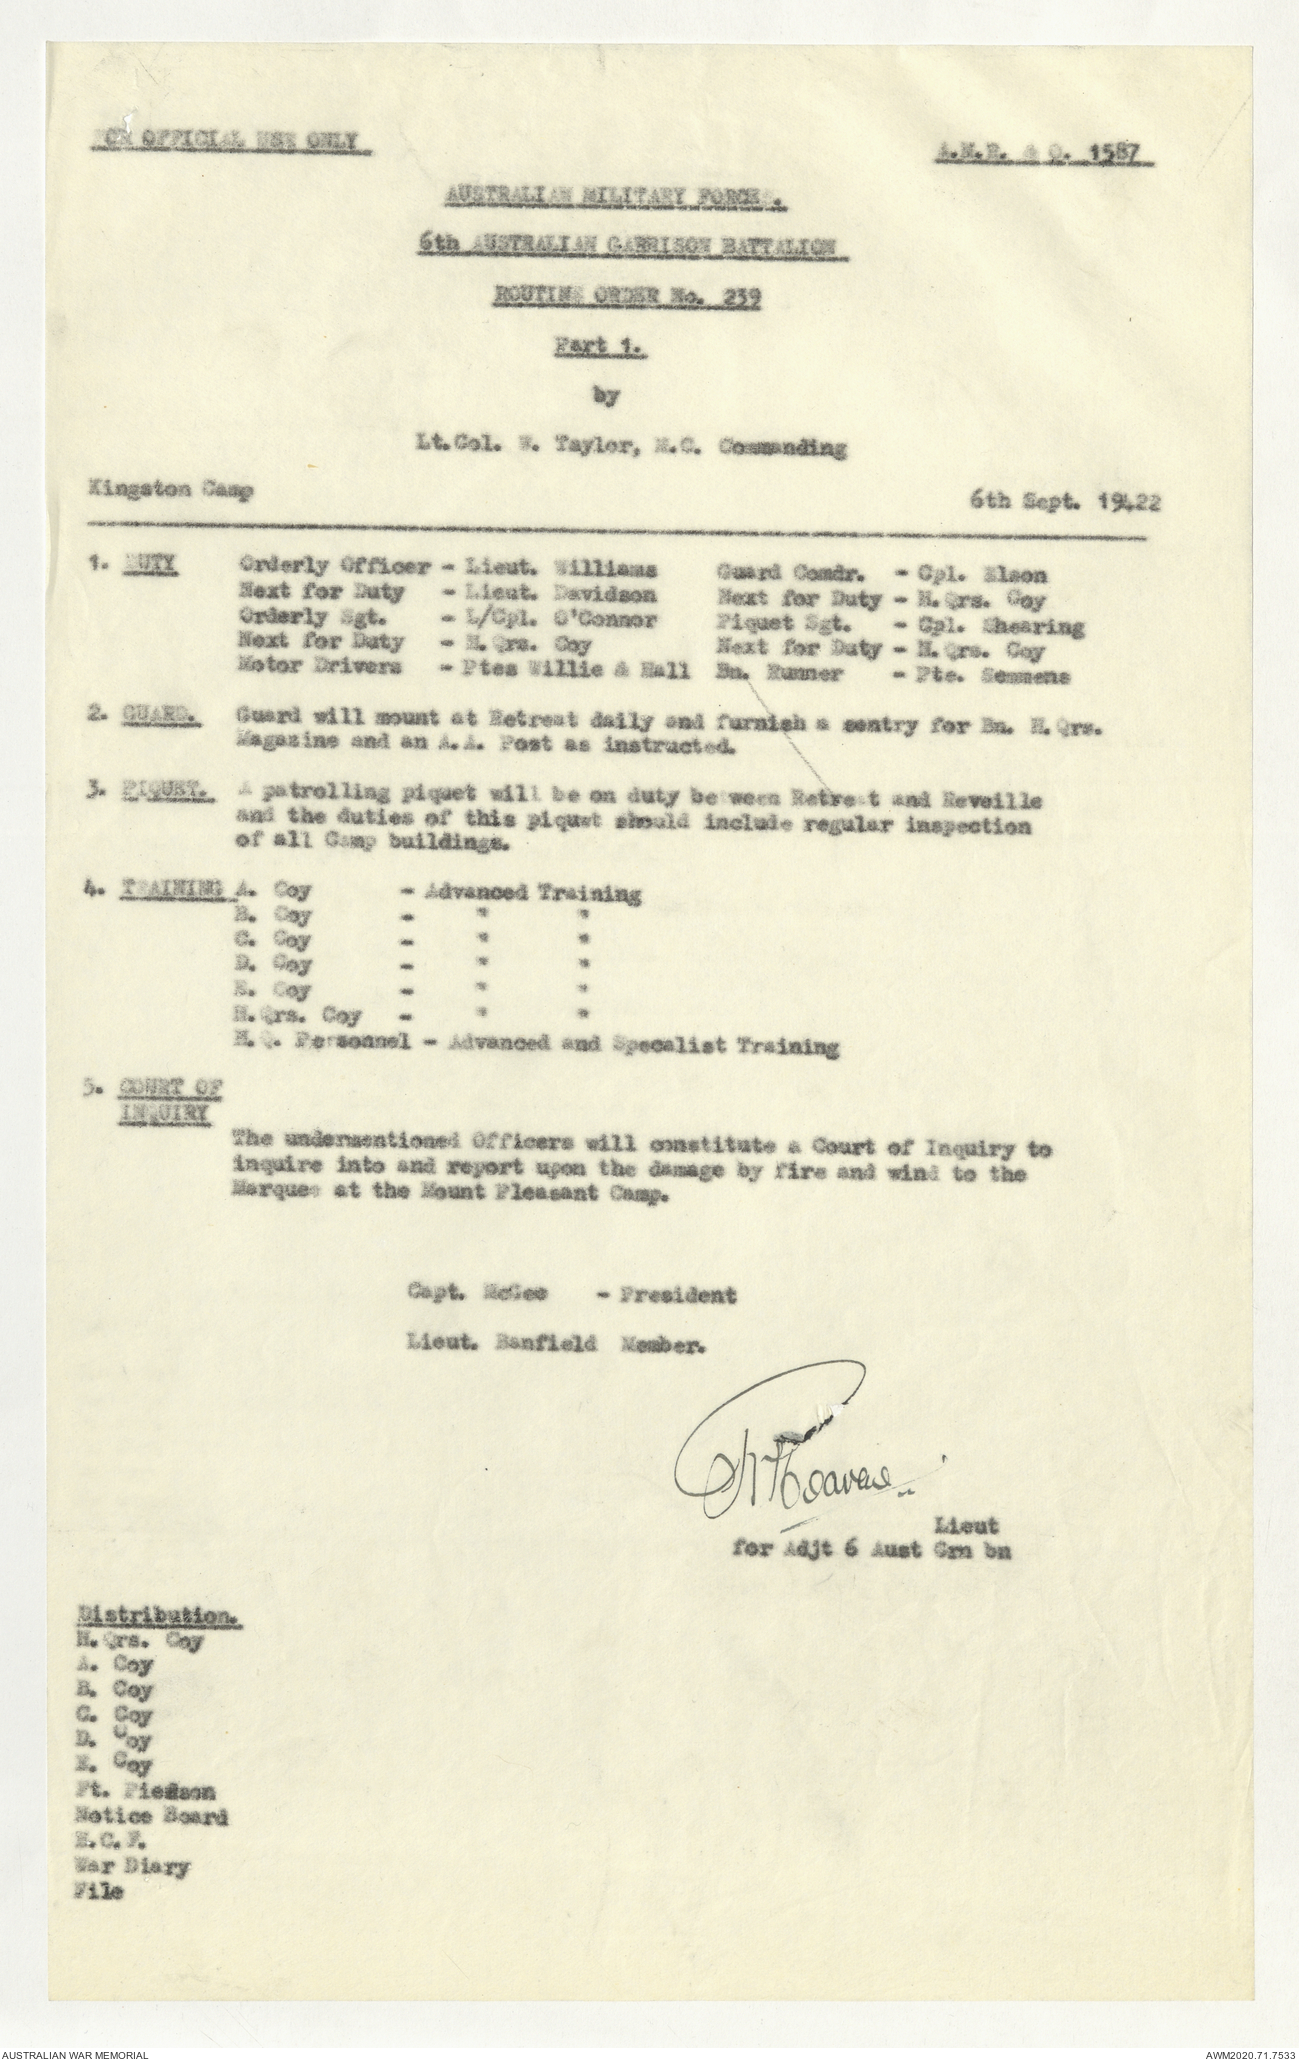 FOR OFFICIAL USE ONLY
A.M.R. & O. 1587
AUSTRALIAN MILITARY FORCES.
6th AUSTRALIAN GARRISON BATTALION
ROUTINE ORDER No. 239
Part 1.
by
Lt.Col. W. Taylor, M.C. Commanding
Kingston Camp
6th Sept. 19422
1. DUTY Orderly Officer - Lieut. Williams Guard Comdr. - Cpl. Elson
Next for Duty - Lieut. Davidson Next for Duty - H.Qrs. Coy
Orderly Sgt. - L/Cpl. O'Connor Piquet Sgt. - Cpl. Shearing
Next for Duty - H.Qrs. Coy Next for Duty - H.Qrs. Coy
Motor Drivers - Ptes Willie & Hall Bn. Runner - Pte. Semmens
2. GUARD. Guard will mount at Retreat daily and furnish a sentry for Bn. H.Qrs.
Magazine and an A.A. Post as instructed.
3. PIQUET. A patrolling piquet will be on duty between Retreat and Reveille
and the duties of this piquet should include regular inspection
of all Camp buildings.
4. TRAINING A. Coy - Advanced Training
B. Coy - " "
C. Coy - " "
D. Coy - " "
E. Coy - " "
H.Qrs. Coy - " "
H.Q. Personnel - Advanced and Specalist Training
5. COURT OF
INQUIRY
The undermentioned Officers will constitute a Court of Inquiry to
inquire into and report upon the damage by fire and wind to the
Marquee at the Mount Pleasant Camp.
Capt. McGee - President
Lieut. Banfield Member.
Lieut
for Adjt 6 Aust Grn bn
Distribution.
H.Qrs. Coy
A. Coy
B. Coy
C. Coy
D. Coy
E. Coy
Ft. Pierson
Notice Board
E.C.F.
War Diary
File
AUSTRALIAN WAR MEMORIAL
AWM2020.71.7533